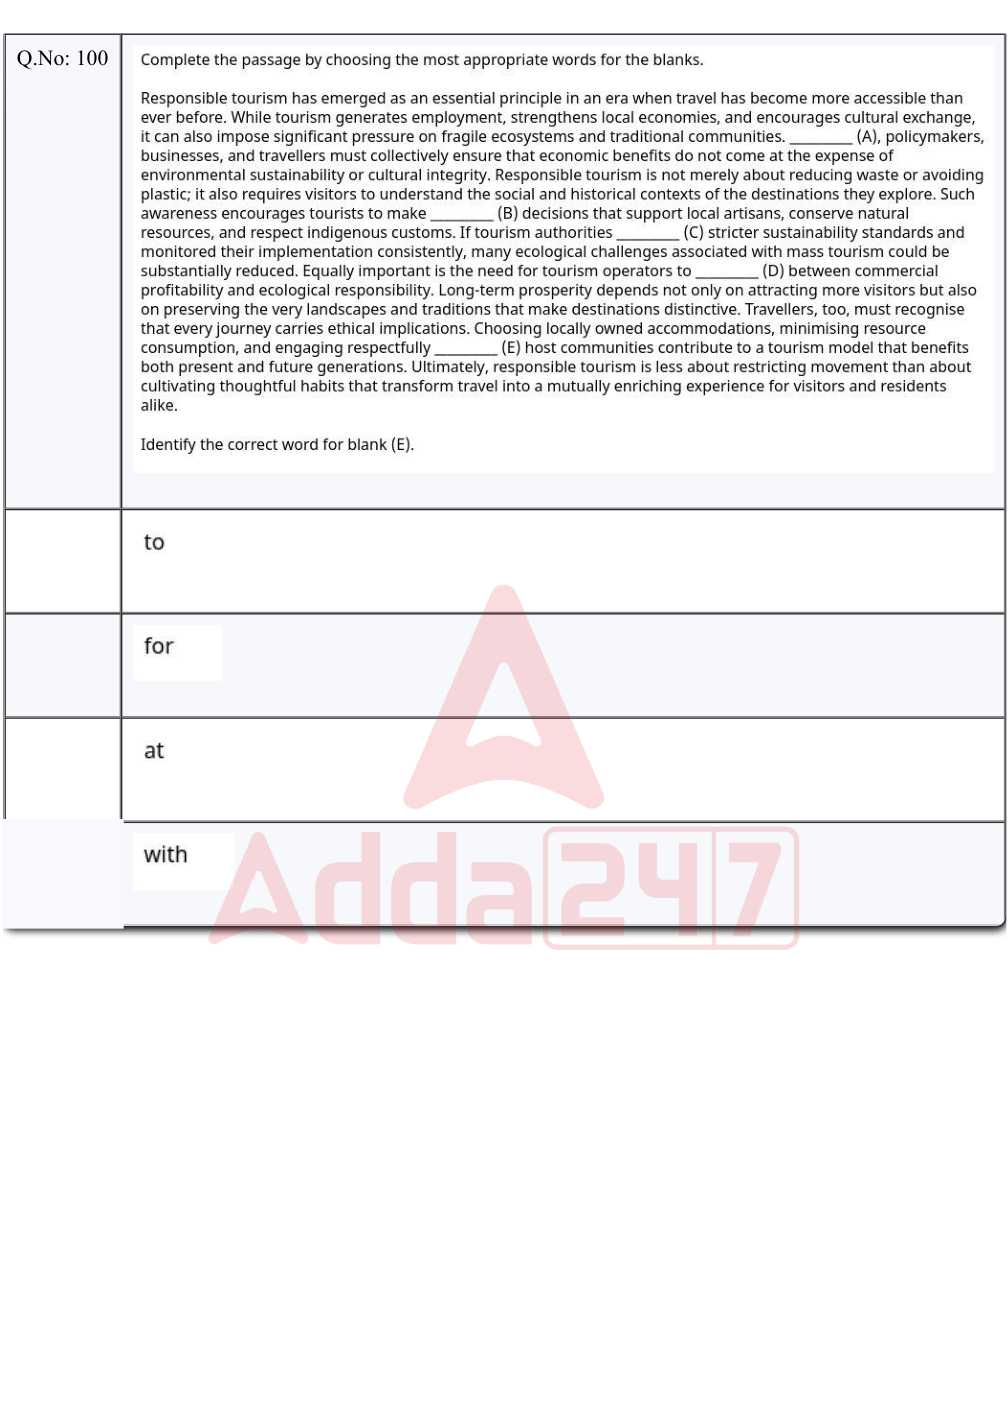 Q.No: 100
Complete the passage by choosing the most appropriate words for the blanks.
Responsible tourism has emerged as an essential principle in an era when travel has become more accessible than
ever before. While tourism generates employment, strengthens local economies, and encourages cultural exchange,
it can also impose significant pressure on fragile ecosystems and traditional communities. ________ (A), policymakers,
businesses, and travellers must collectively ensure that economic benefits do not come at the expense of
environmental sustainability or cultural integrity. Responsible tourism is not merely about reducing waste or avoiding
plastic; it also requires visitors to understand the social and historical contexts of the destinations they explore. Such
awareness encourages tourists to make ________ (B) decisions that support local artisans, conserve natural
resources, and respect indigenous customs. If tourism authorities ________ (C) stricter sustainability standards and
monitored their implementation consistently, many ecological challenges associated with mass tourism could be
substantially reduced. Equally important is the need for tourism operators to ________ (D) between commercial
profitability and ecological responsibility. Long-term prosperity depends not only on attracting more visitors but also
on preserving the very landscapes and traditions that make destinations distinctive. Travellers, too, must recognise
that every journey carries ethical implications. Choosing locally owned accommodations, minimising resource
consumption, and engaging respectfully ________ (E) host communities contribute to a tourism model that benefits
both present and future generations. Ultimately, responsible tourism is less about restricting movement than about
cultivating thoughtful habits that transform travel into a mutually enriching experience for visitors and residents
alike.
Identify the correct word for blank (E).
to
for
at
with
Adda247